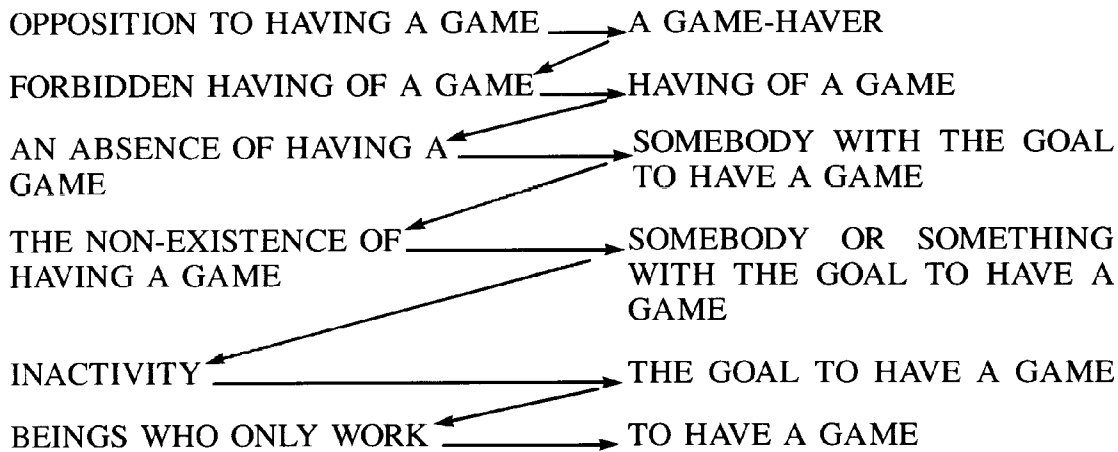 OPPOSITION TO HAVING A GAME A GAME-HAVER
FORBIDDEN HAVING OF A GAME HAVING OF A GAME
AN ABSENCE OF HAVING A GAME
SOMEBODY WITH THE GOAL
TO HAVE A GAME
THE NON-EXISTENCE OF
HAVING A GAME
SOMEBODY OR SOMETHING
WITH THE GOAL TO HAVE A
GAME
INACTIVITY THE GOAL TO HAVE A GAME
BEINGS WHO ONLY WORK TO HAVE A GAME